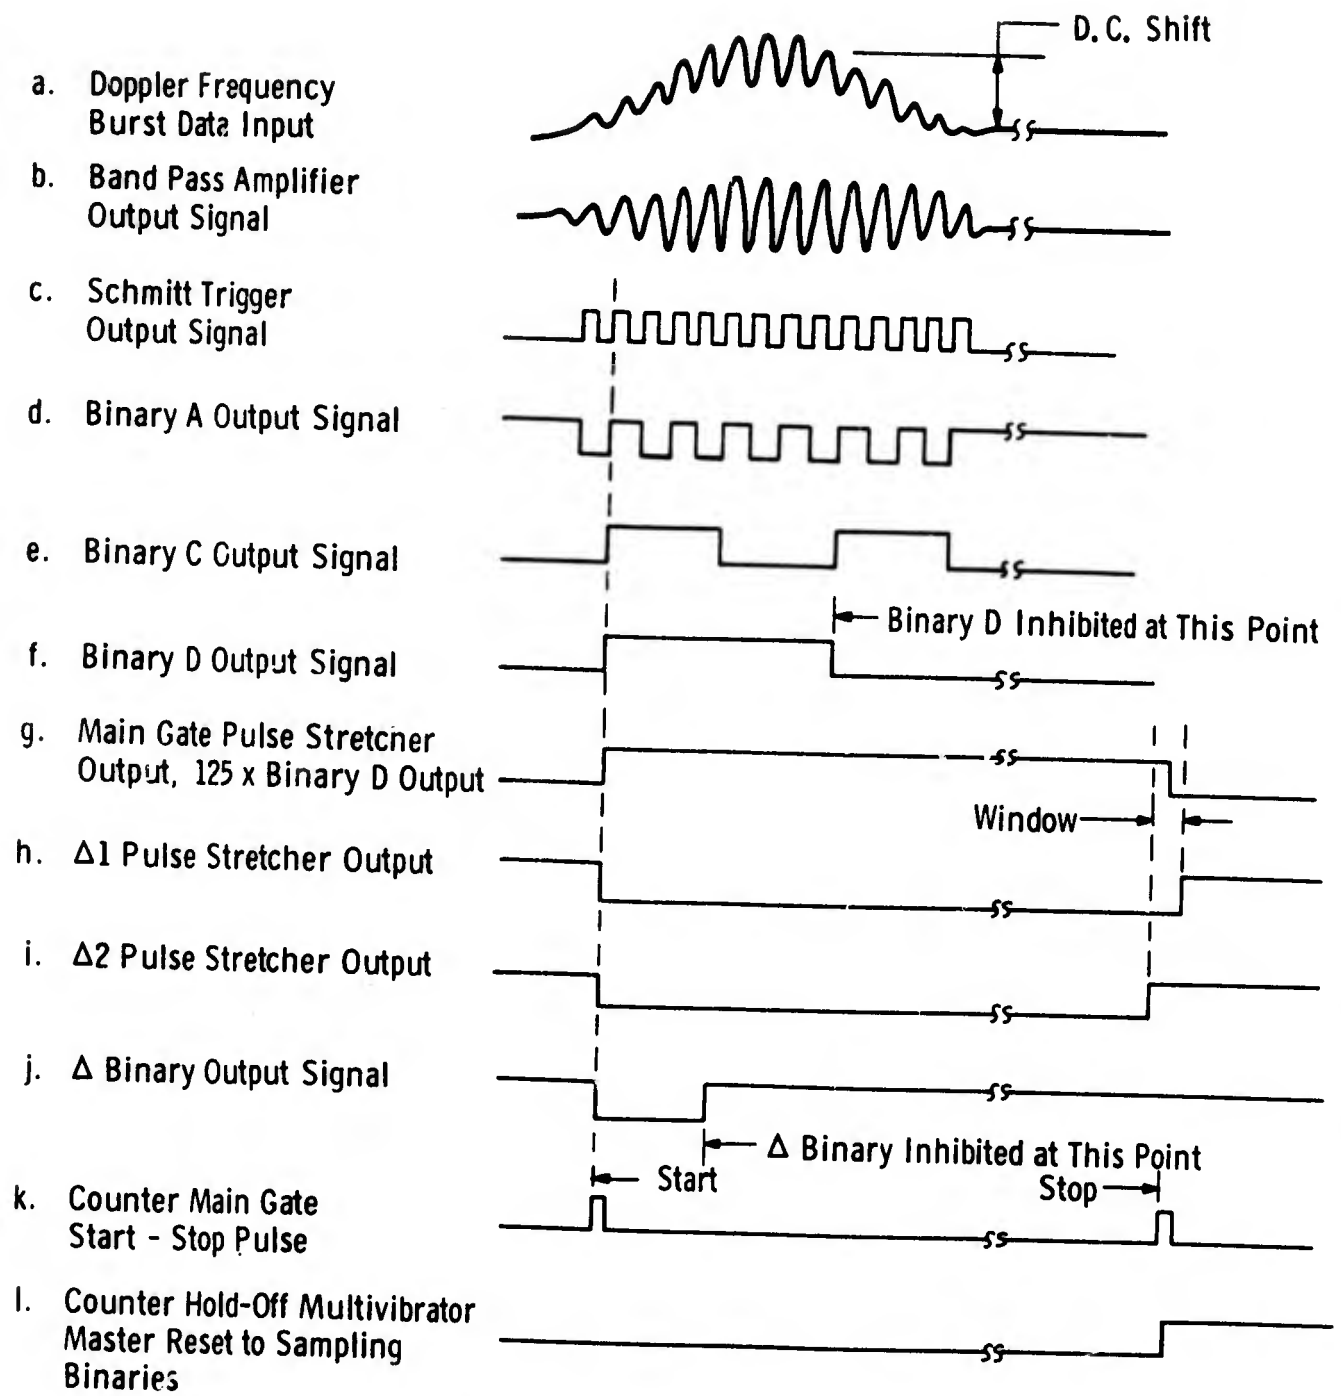 D.C. Shift
a. Doppler Frequency
Burst Data Input
b. Band Pass Amplifier
Output Signal
c. Schmitt Trigger
Output Signal
d. Binary A Output Signal
e. Binary C Output Signal
Binary D Inhibited at This Point
f. Binary D Output Signal
g. Main Gate Pulse Stretcher
Output, 125 x Binary D Output
Window
h. Δ1 Pulse Stretcher Output
i. Δ2 Pulse Stretcher Output
j. Δ Binary Output Signal
Δ Binary Inhibited at This Point
Start
Stop
k. Counter Main Gate
Start - Stop Pulse
l. Counter Hold-Off Multivibrator
Master Reset to Sampling
Binaries